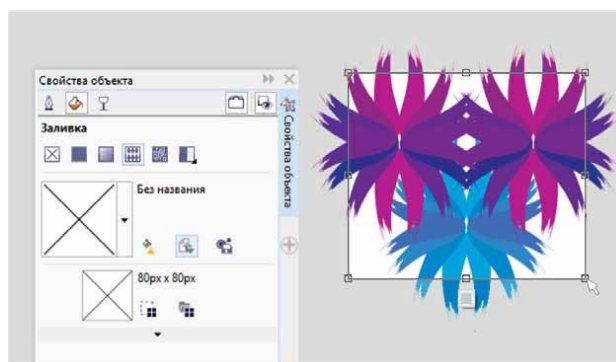 Свойства объекта
Заливка
Без названия
80px x 80px
Свойства объекта